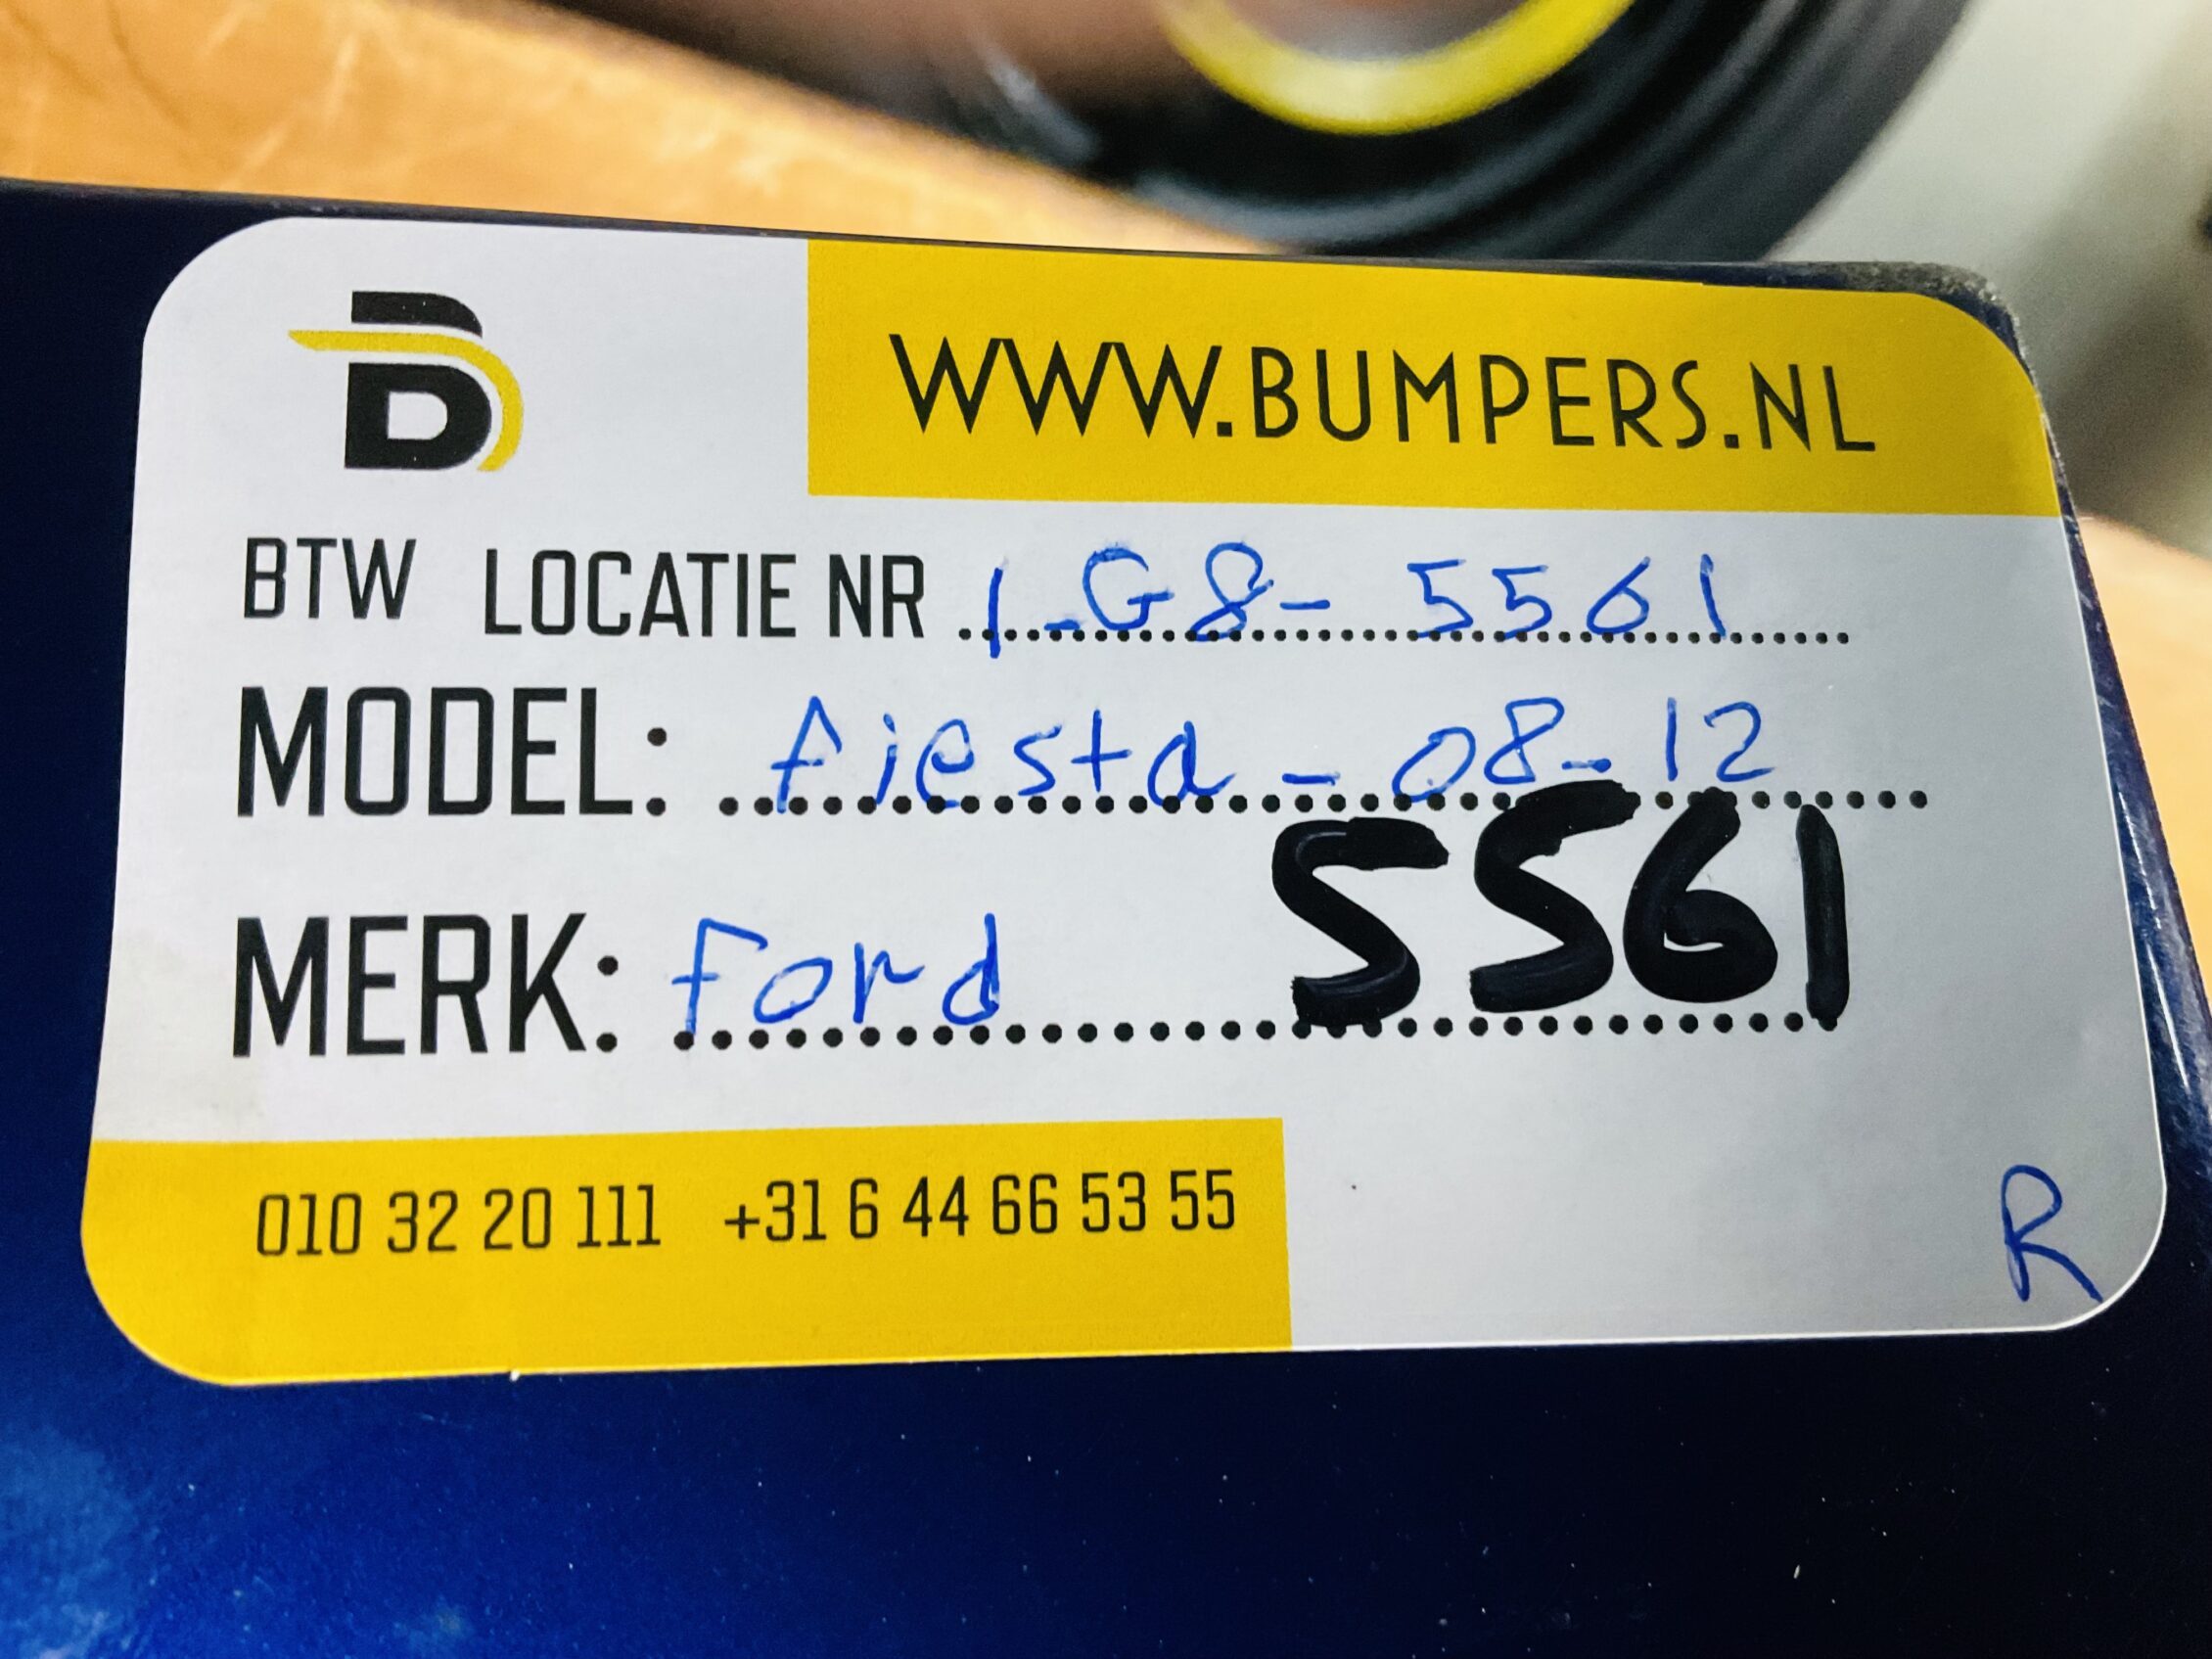 B
WWW.BUMPERS.NL
BTW LOCATIE NR 1-G8-5561
MODEL: fiesta-08-12
MERK: ford 5561
010 32 20 111 +31 6 44 66 53 55
R